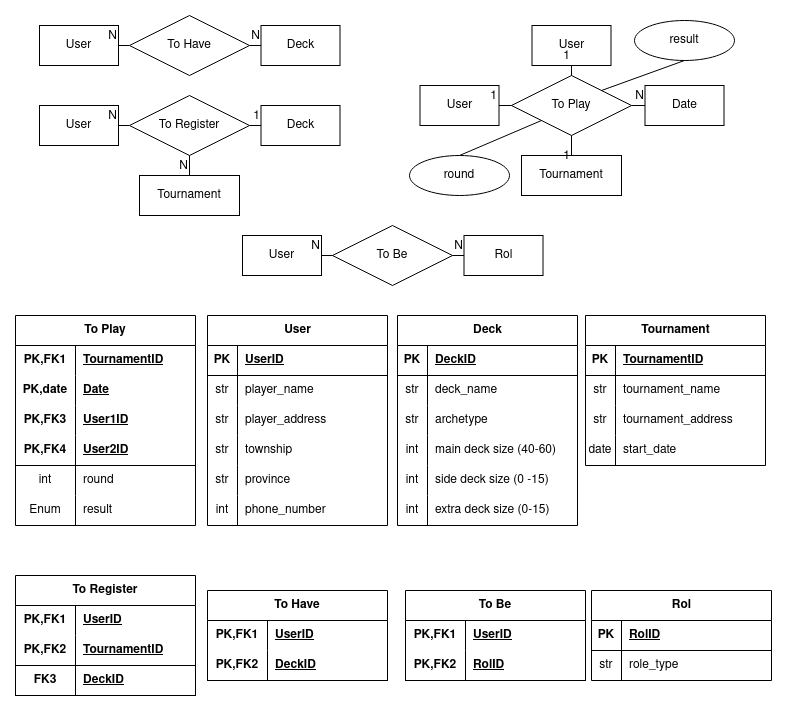 User N To Have N Deck
User N To Register 1 Deck
N
Tournament
User
1
result
User 1 To Play N Date
round
1
Tournament
User N To Be N Rol
To Play
PK,FK1 TournamentID
PK,date Date
PK,FK3 User1ID
PK,FK4 User2ID
int round
Enum result
User
PK UserID
str player_name
str player_address
str township
str province
int phone_number
Deck
PK DeckID
str deck_name
str archetype
int main deck size (40-60)
int side deck size (0 -15)
int extra deck size (0-15)
Tournament
PK TournamentID
str tournament_name
str tournament_address
date start_date
To Register
PK,FK1 UserID
PK,FK2 TournamentID
FK3 DeckID
To Have
PK,FK1 UserID
PK,FK2 DeckID
To Be
PK,FK1 UserID
PK,FK2 RolID
Rol
PK RolID
str role_type